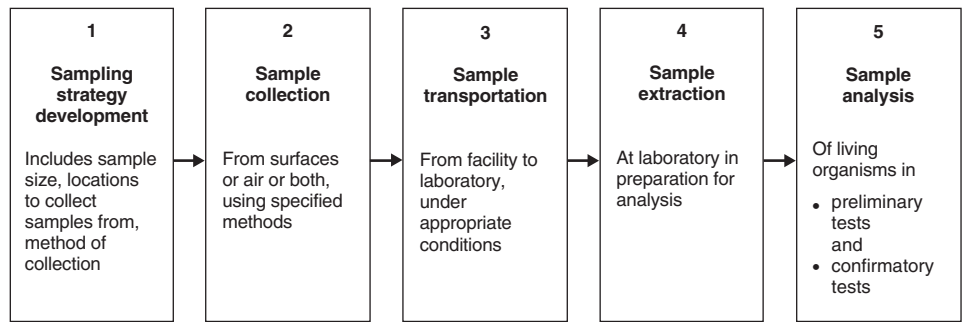 1
Sampling
strategy
development
Includes sample
size, locations
to collect
samples from,
method of
collection
2
Sample
collection
From surfaces
or air or both,
using specified
methods
3
Sample
transportation
From facility to
laboratory,
under
appropriate
conditions
4
Sample
extraction
At laboratory in
preparation for
analysis
5
Sample
analysis
Of living
organisms in
• preliminary
tests
and
• confirmatory
tests